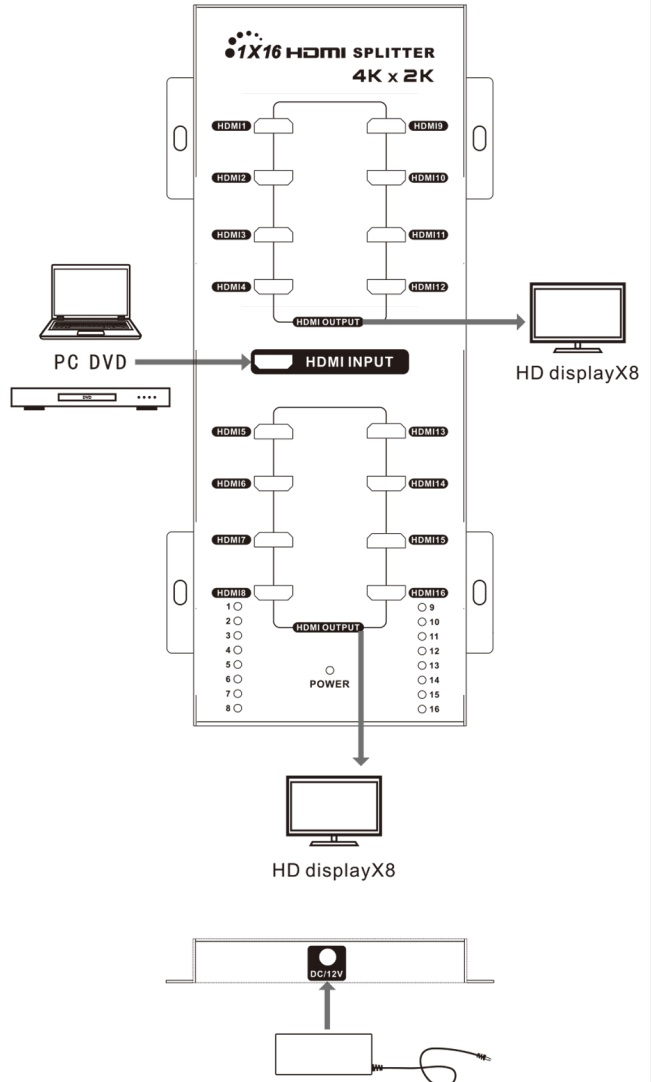 1X16 HDMI SPLITTER
4K x 2K
HDMI1
HDMI9
HDMI2
HDMI10
HDMI3
HDMI11
HDMI4
HDMI12
HDMI OUTPUT
PC DVD
HDMI INPUT
HD displayX8
DVD
HDMI5
HDMI13
HDMI6
HDMI14
HDMI7
HDMI15
HDMI8
HDMI16
1
9
2
10
3
11
4
12
5
13
6
14
7
15
8
16
HDMI OUTPUT
POWER
HD displayX8
DC/12V